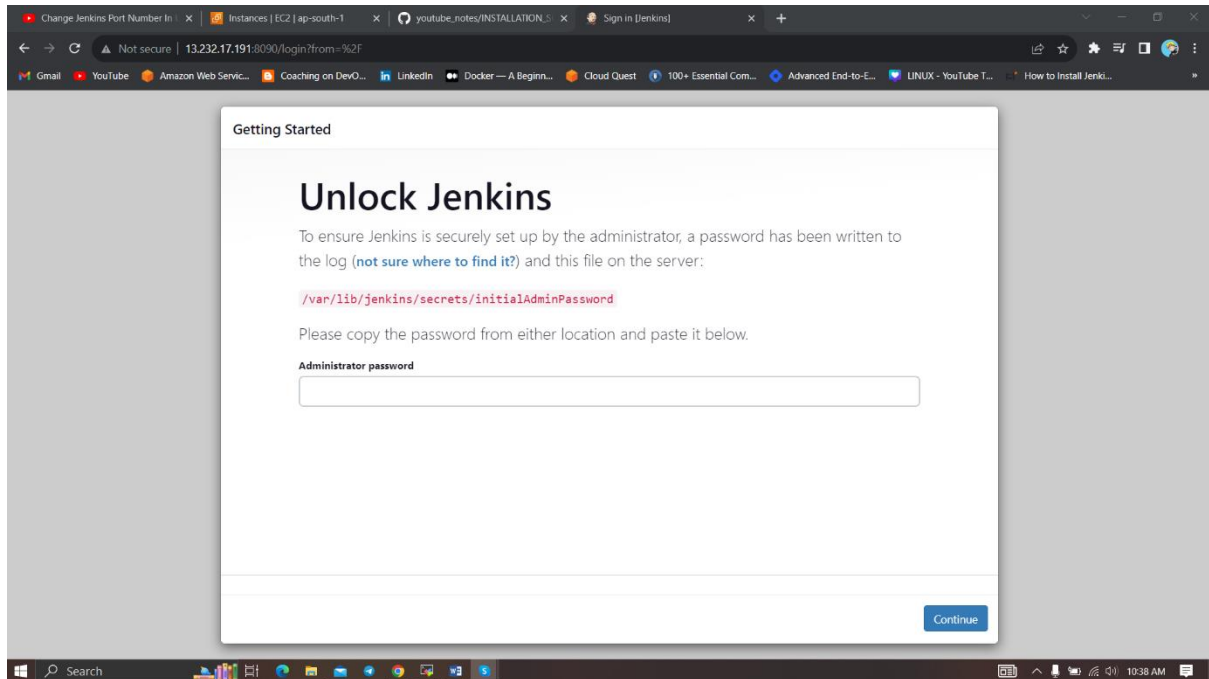 Change Jenkins Port Number In
Instances | EC2 | ap-south-1
youtube_notes/INSTALLATION_S
Sign in [Jenkins]
Not secure | 13.232.17.191:8090/login?from=%2F
Gmail
YouTube
Amazon Web Servic...
Coaching on DevO...
LinkedIn
Docker — A Beginn...
Cloud Quest
100+ Essential Com...
Advanced End-to-E...
LINUX - YouTube T...
How to Install Jenki...
»
Getting Started
Unlock Jenkins
To ensure Jenkins is securely set up by the administrator, a password has been written to
the log (not sure where to find it?) and this file on the server:
/var/lib/jenkins/secrets/initialAdminPassword
Please copy the password from either location and paste it below.
Administrator password
Continue
Search
10:38 AM